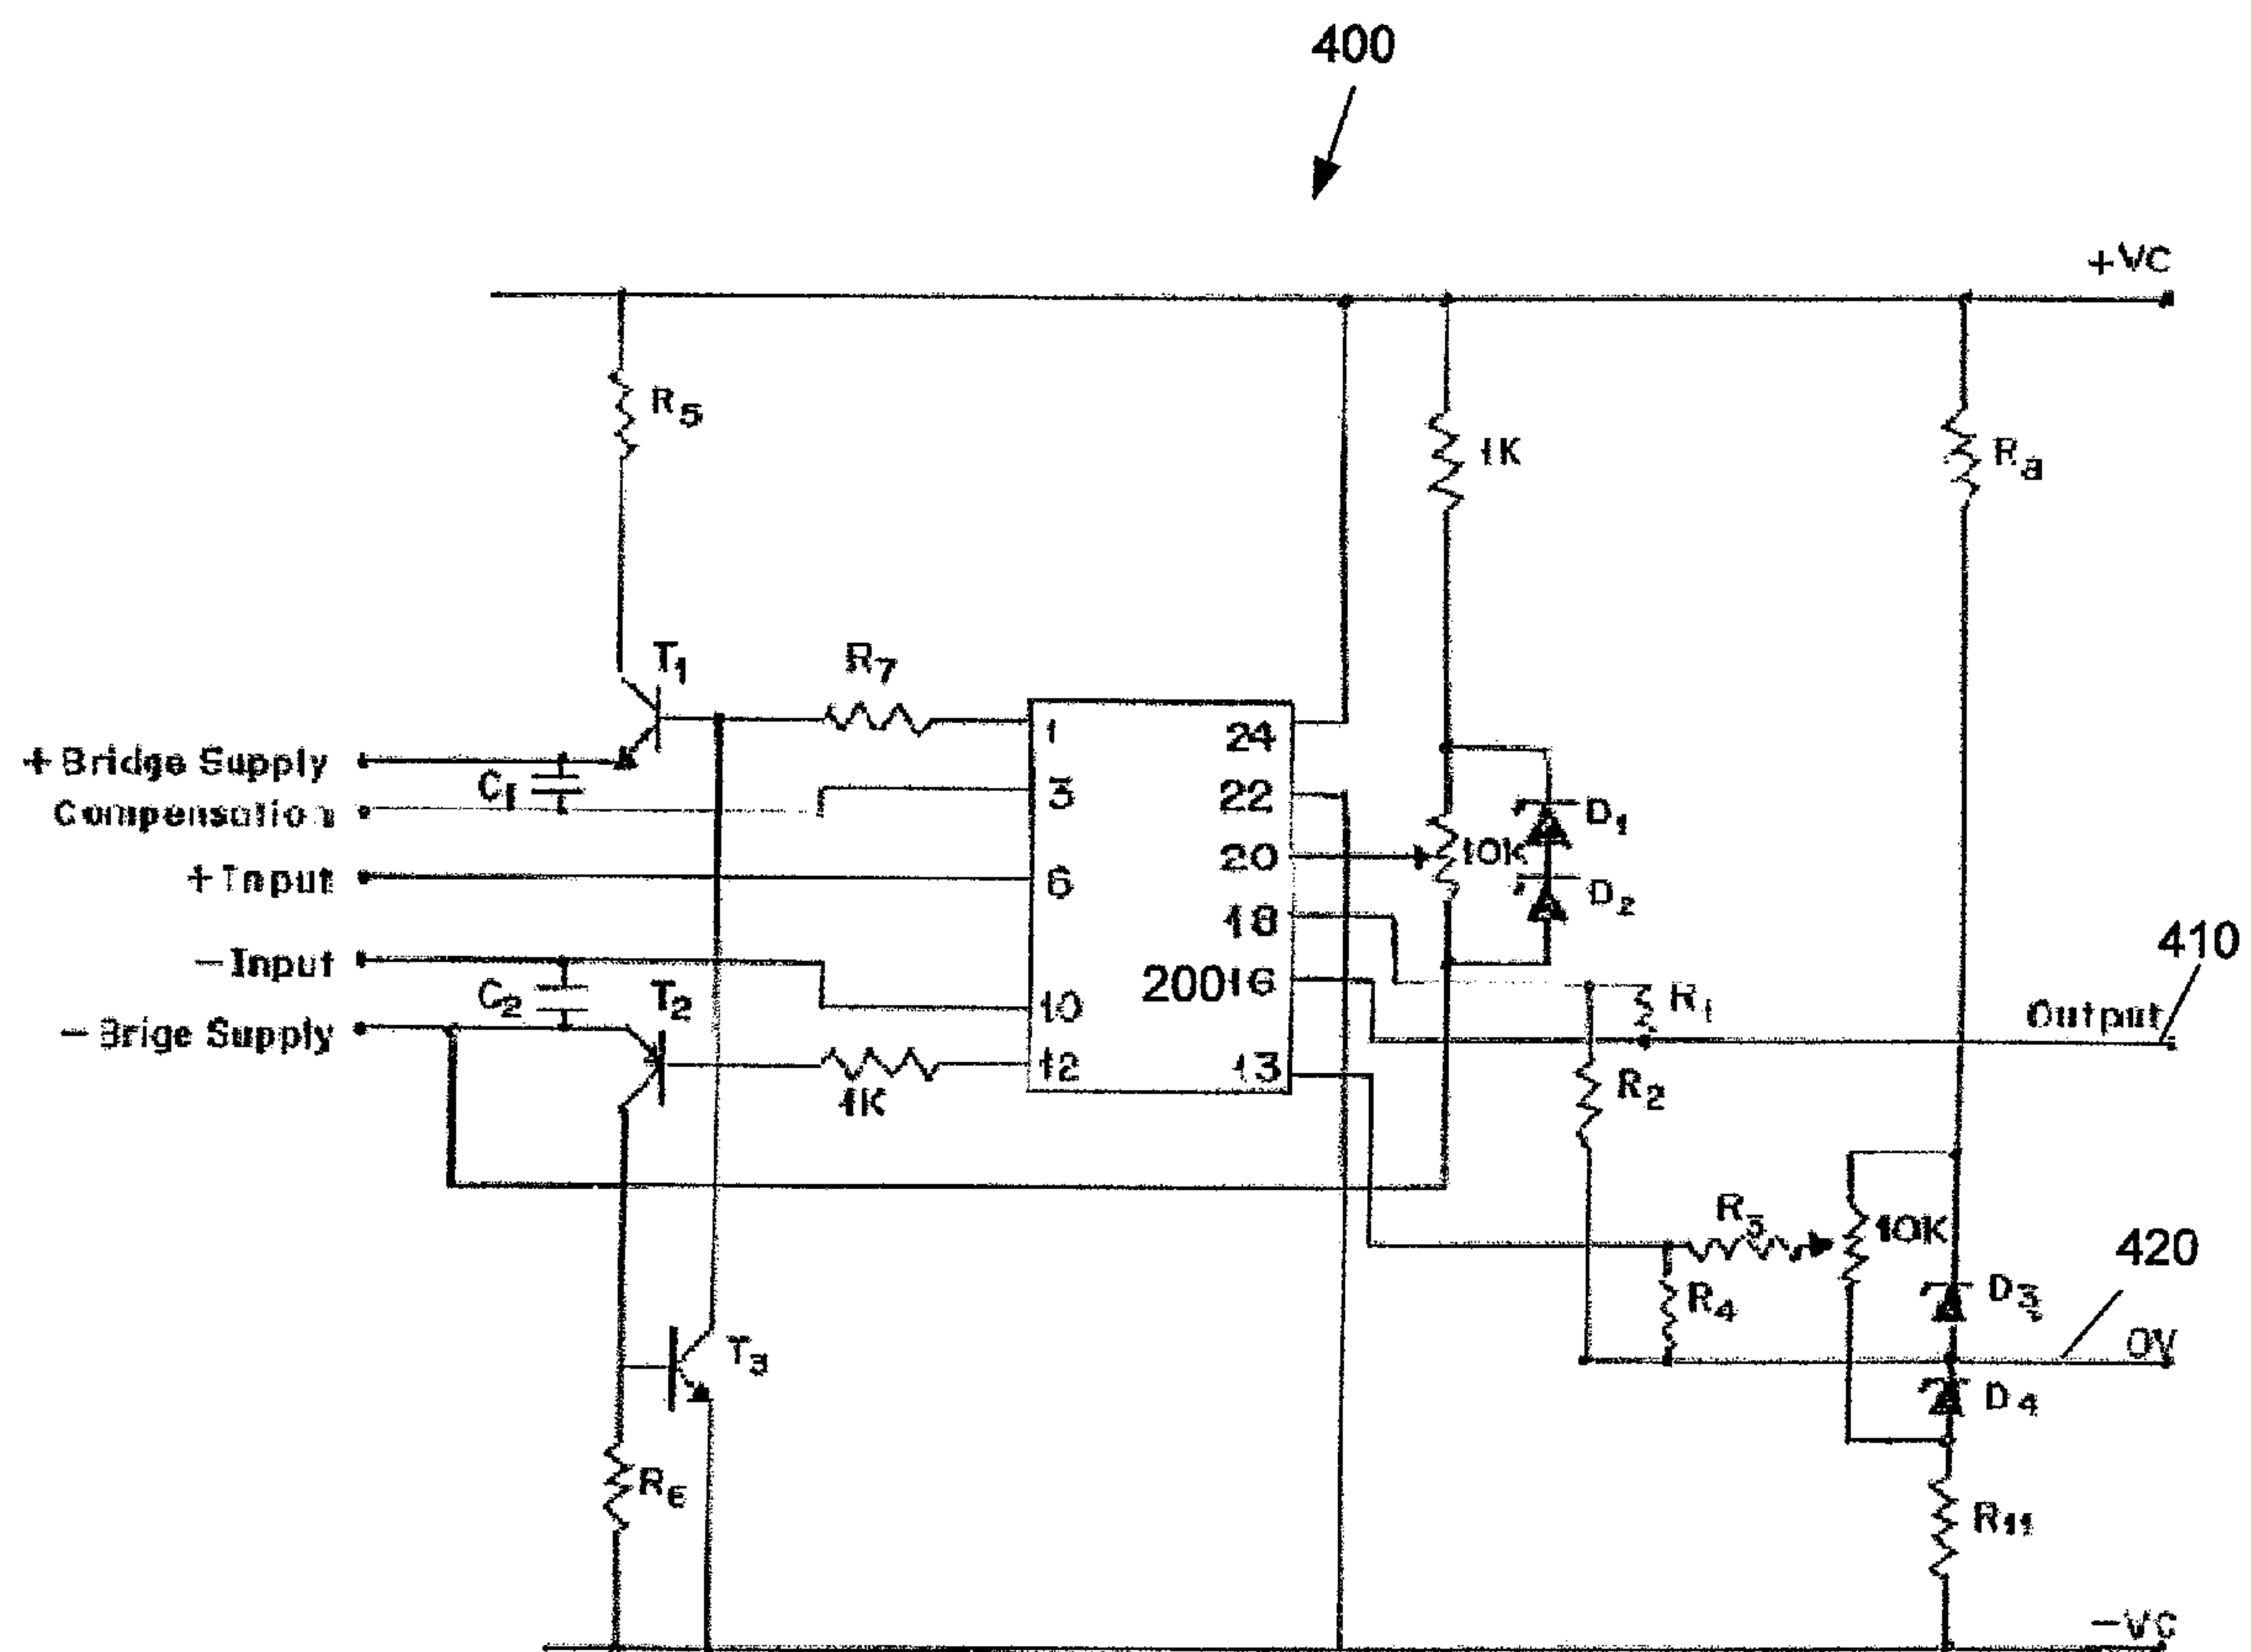 400
+VC
R5
1K
Ra
T1
R7
+ Bridge Supply
C1
Compensation
+Input
-Input
C2
T2
- Brige Supply
1K
1
3
6
10
12
24
22
20
18
16
13
200
10K
D1
D2
R1
R2
410
Output
R3
10K
R4
D3
420
0V
D4
T3
R6
R11
-VC